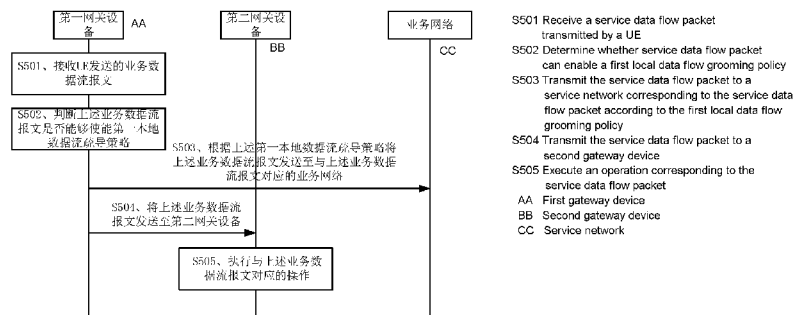 第一网关设
备
AA
第二网关设
备
BB
业务网络
CC
S501、接收UE发送的业务数
据流报文
S502、判断上述业务数据流
报文是否能够使能第一本地
数据流疏导策略
S503、根据上述第一本地数据流疏导策略将
上述业务数据流报文发送至与上述业务数据
流报文对应的业务网络
S504、将上述业务数据流
报文发送至第二网关设备
S505、执行与上述业务数
据流报文对应的操作
S501 Receive a service data flow packet
transmitted by a UE
S502 Determine whether service data flow packet
can enable a first local data flow grooming policy
S503 Transmit the service data flow packet to a
service network corresponding to the service data
flow packet according to the first local data flow
grooming policy
S504 Transmit the service data flow packet to a
second gateway device
S505 Execute an operation corresponding to the
service data flow packet
AA First gateway device
BB Second gateway device
CC Service network